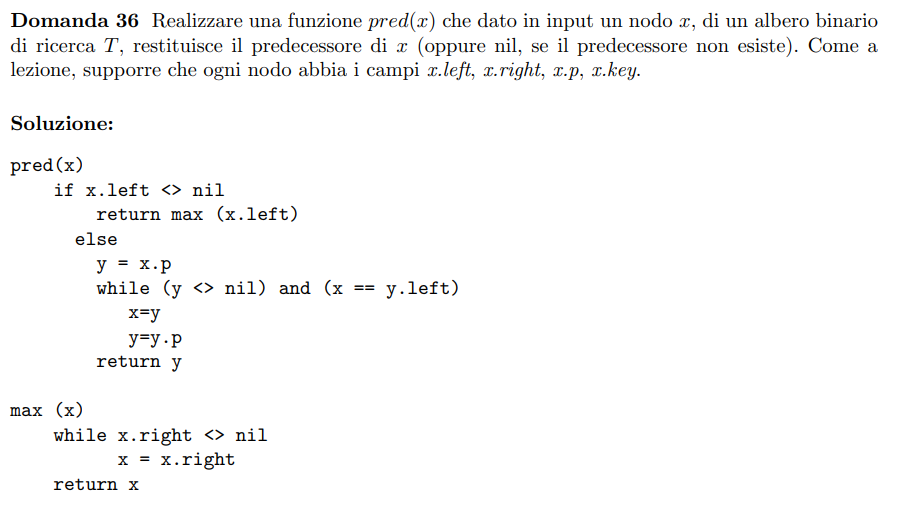 Domanda 36 Realizzare una funzione pred(x) che dato in input un nodo x, di un albero binario
di ricerca T, restituisce il predecessore di x (oppure nil, se il predecessore non esiste). Come a
lezione, supporre che ogni nodo abbia i campi x.left, x.right, x.p, x.key.
Soluzione:
pred(x)
if x.left <> nil
return max (x.left)
else
y = x.p
while (y <> nil) and (x == y.left)
x=y
y=y.p
return y
max (x)
while x.right <> nil
x = x.right
return x